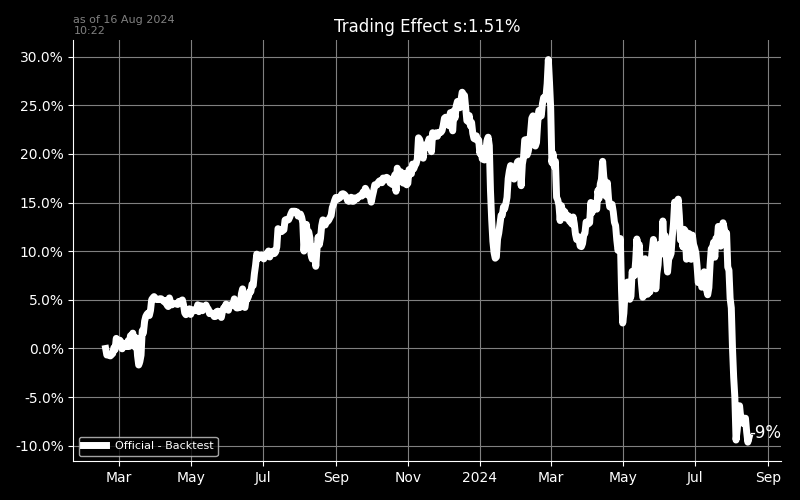 as of 16 Aug 2024
10:22
Trading Effect s:1.51%
30.0%
25.0%
20.0%
15.0%
10.0%
5.0%
0.0%
-5.0%
-10.0%
-9%
Official - Backtest
Mar May Jul Sep Nov 2024 Mar May Jul Sep